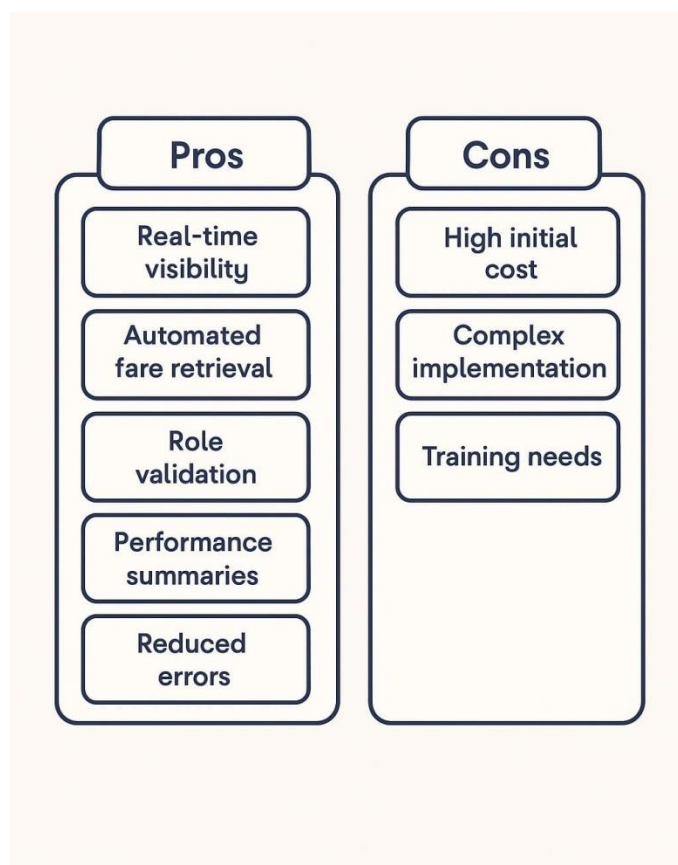 Pros
Real-time
visibility
Automated
fare retrieval
Role
validation
Performance
summaries
Reduced
errors
Cons
High initial
cost
Complex
implementation
Training needs